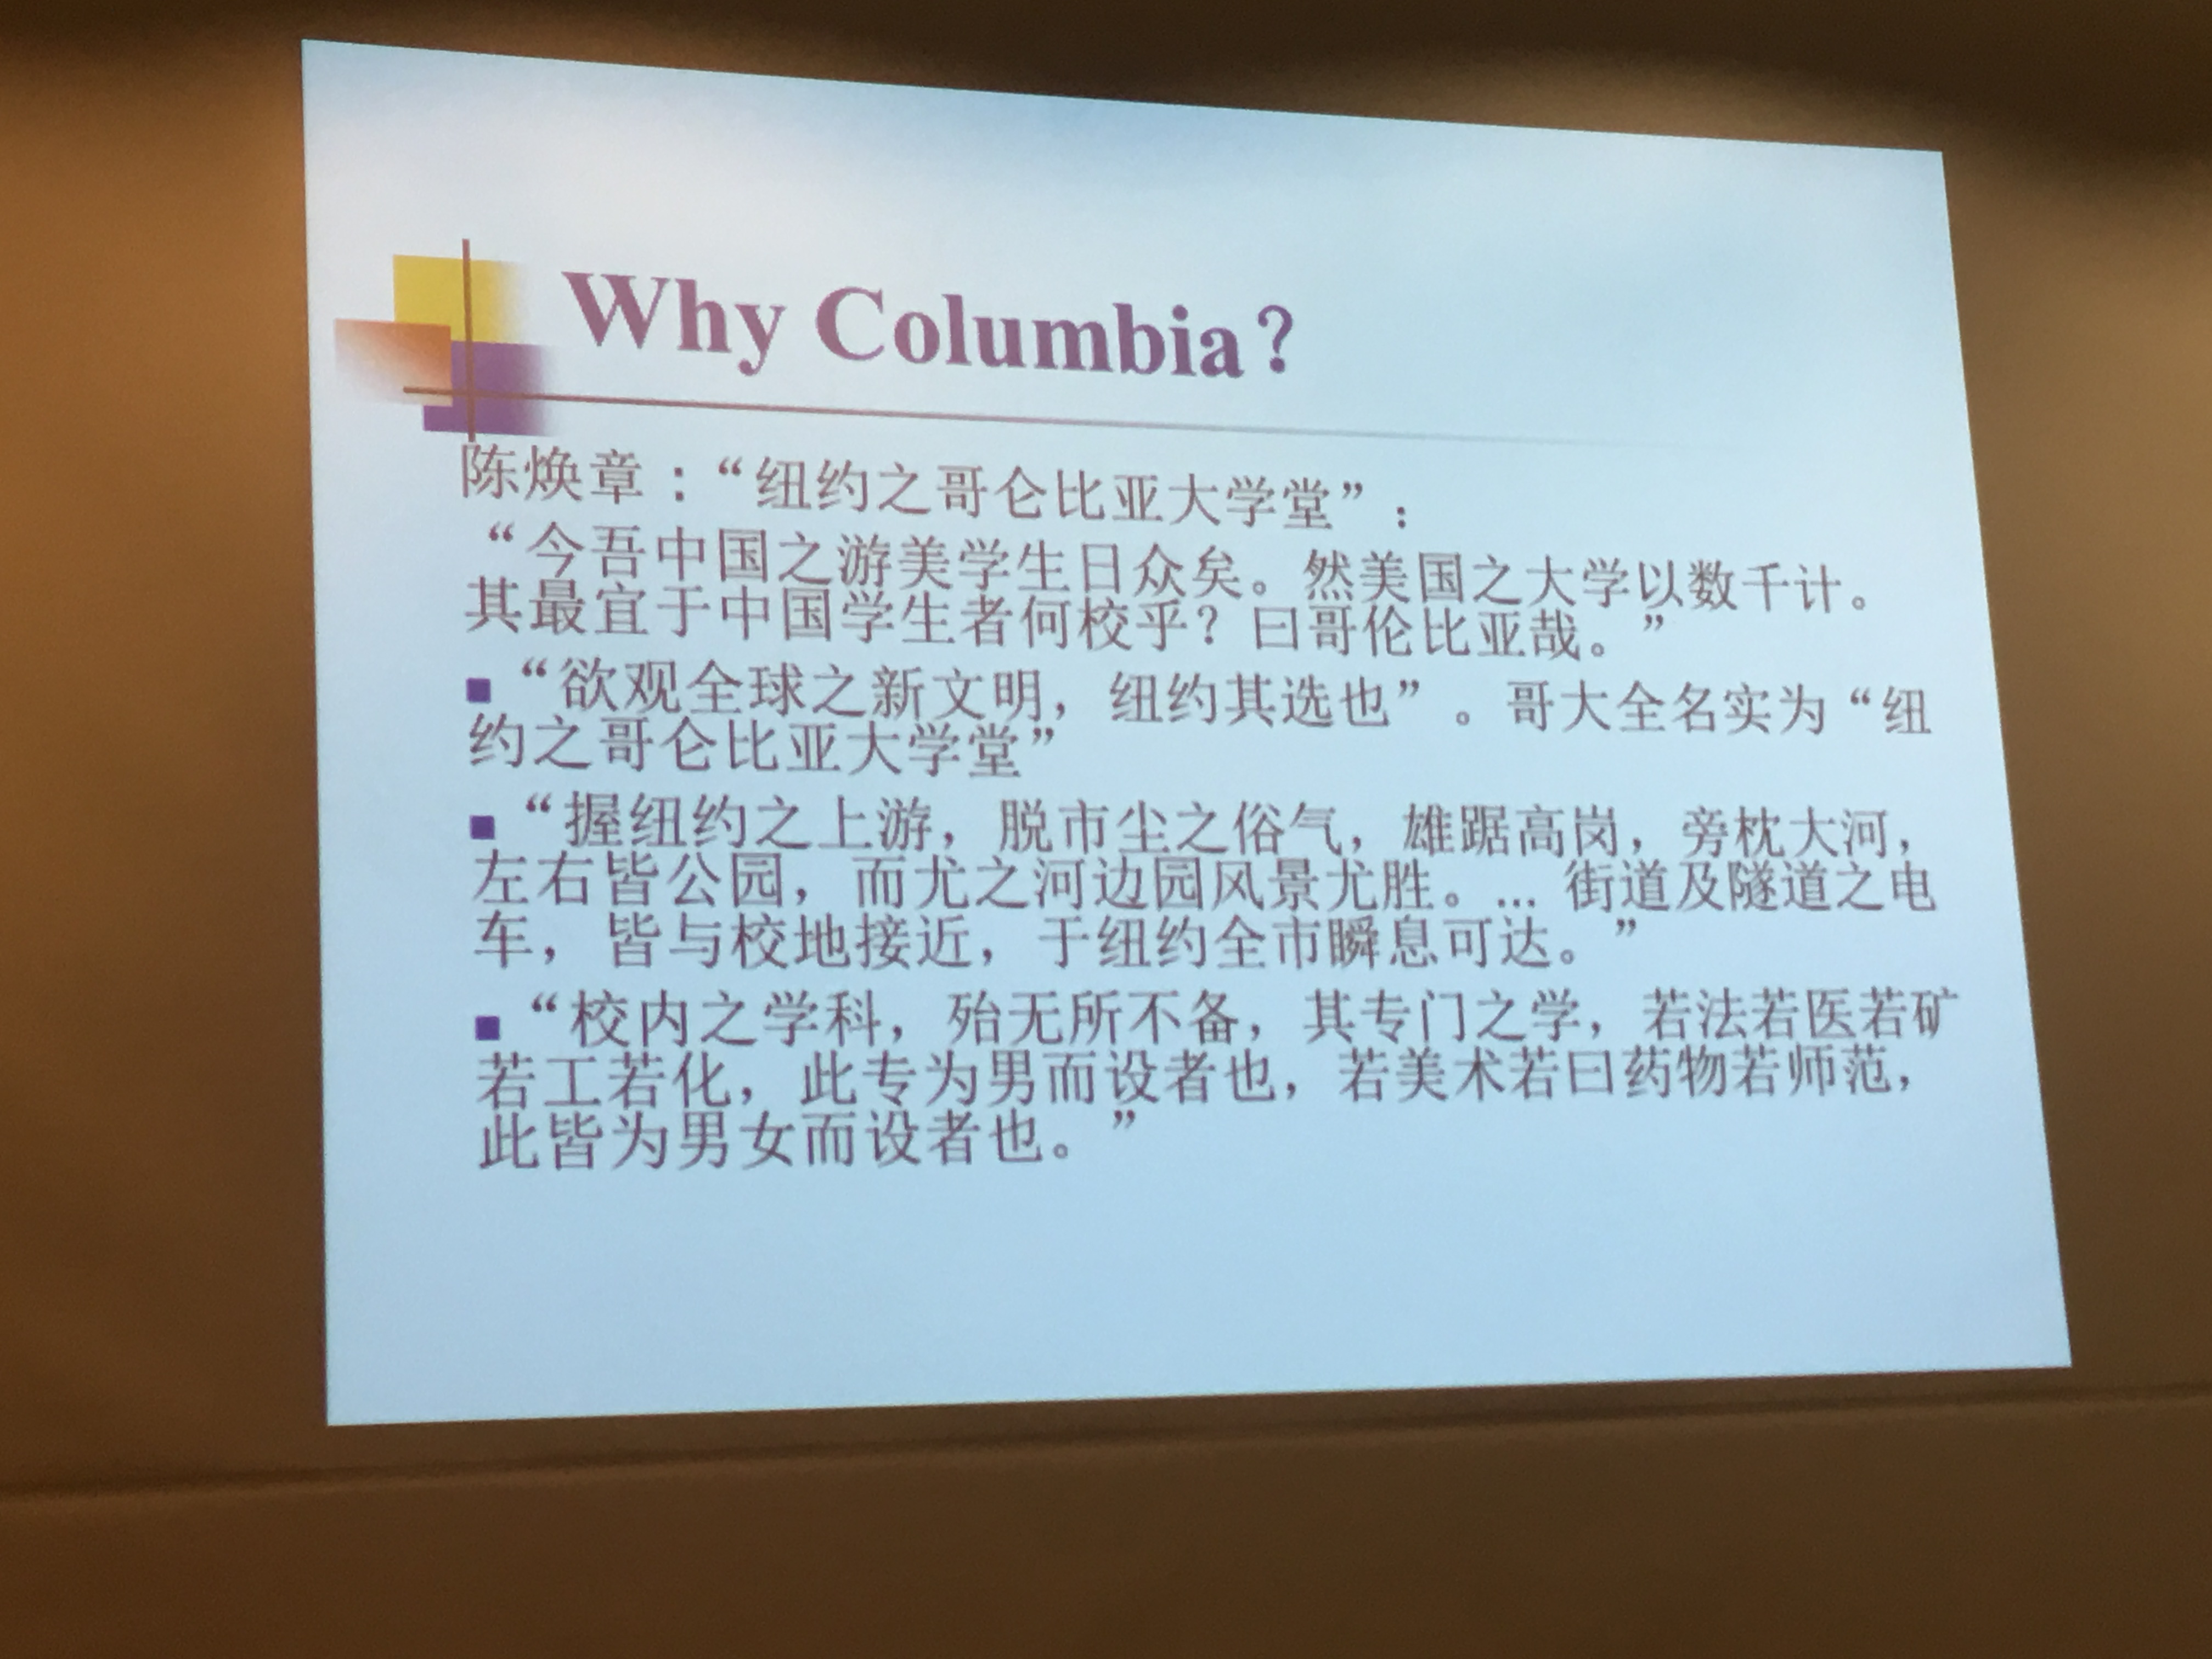 Why Columbia？
陈焕章：“纽约之哥仑比亚大学堂”：
“今吾中国之游美学生日众矣。然美国之大学以数千计。
其最宜于中国学生者何校乎？曰哥伦比亚哉。”
■“欲观全球之新文明，纽约其选也”。哥大全名实为“纽
约之哥仑比亚大学堂”
■“握纽约之上游，脱市尘之俗气，雄踞高岗，旁枕大河，
左右皆公园，而尤之河边园风景尤胜。... 街道及隧道之电
车，皆与校地接近，于纽约全市瞬息可达。”
■“校内之学科，殆无所不备，其专门之学，若法若医若矿
若工若化，此专为男而设者也，若美术若曰药物若师范，
此皆为男女而设者也。”